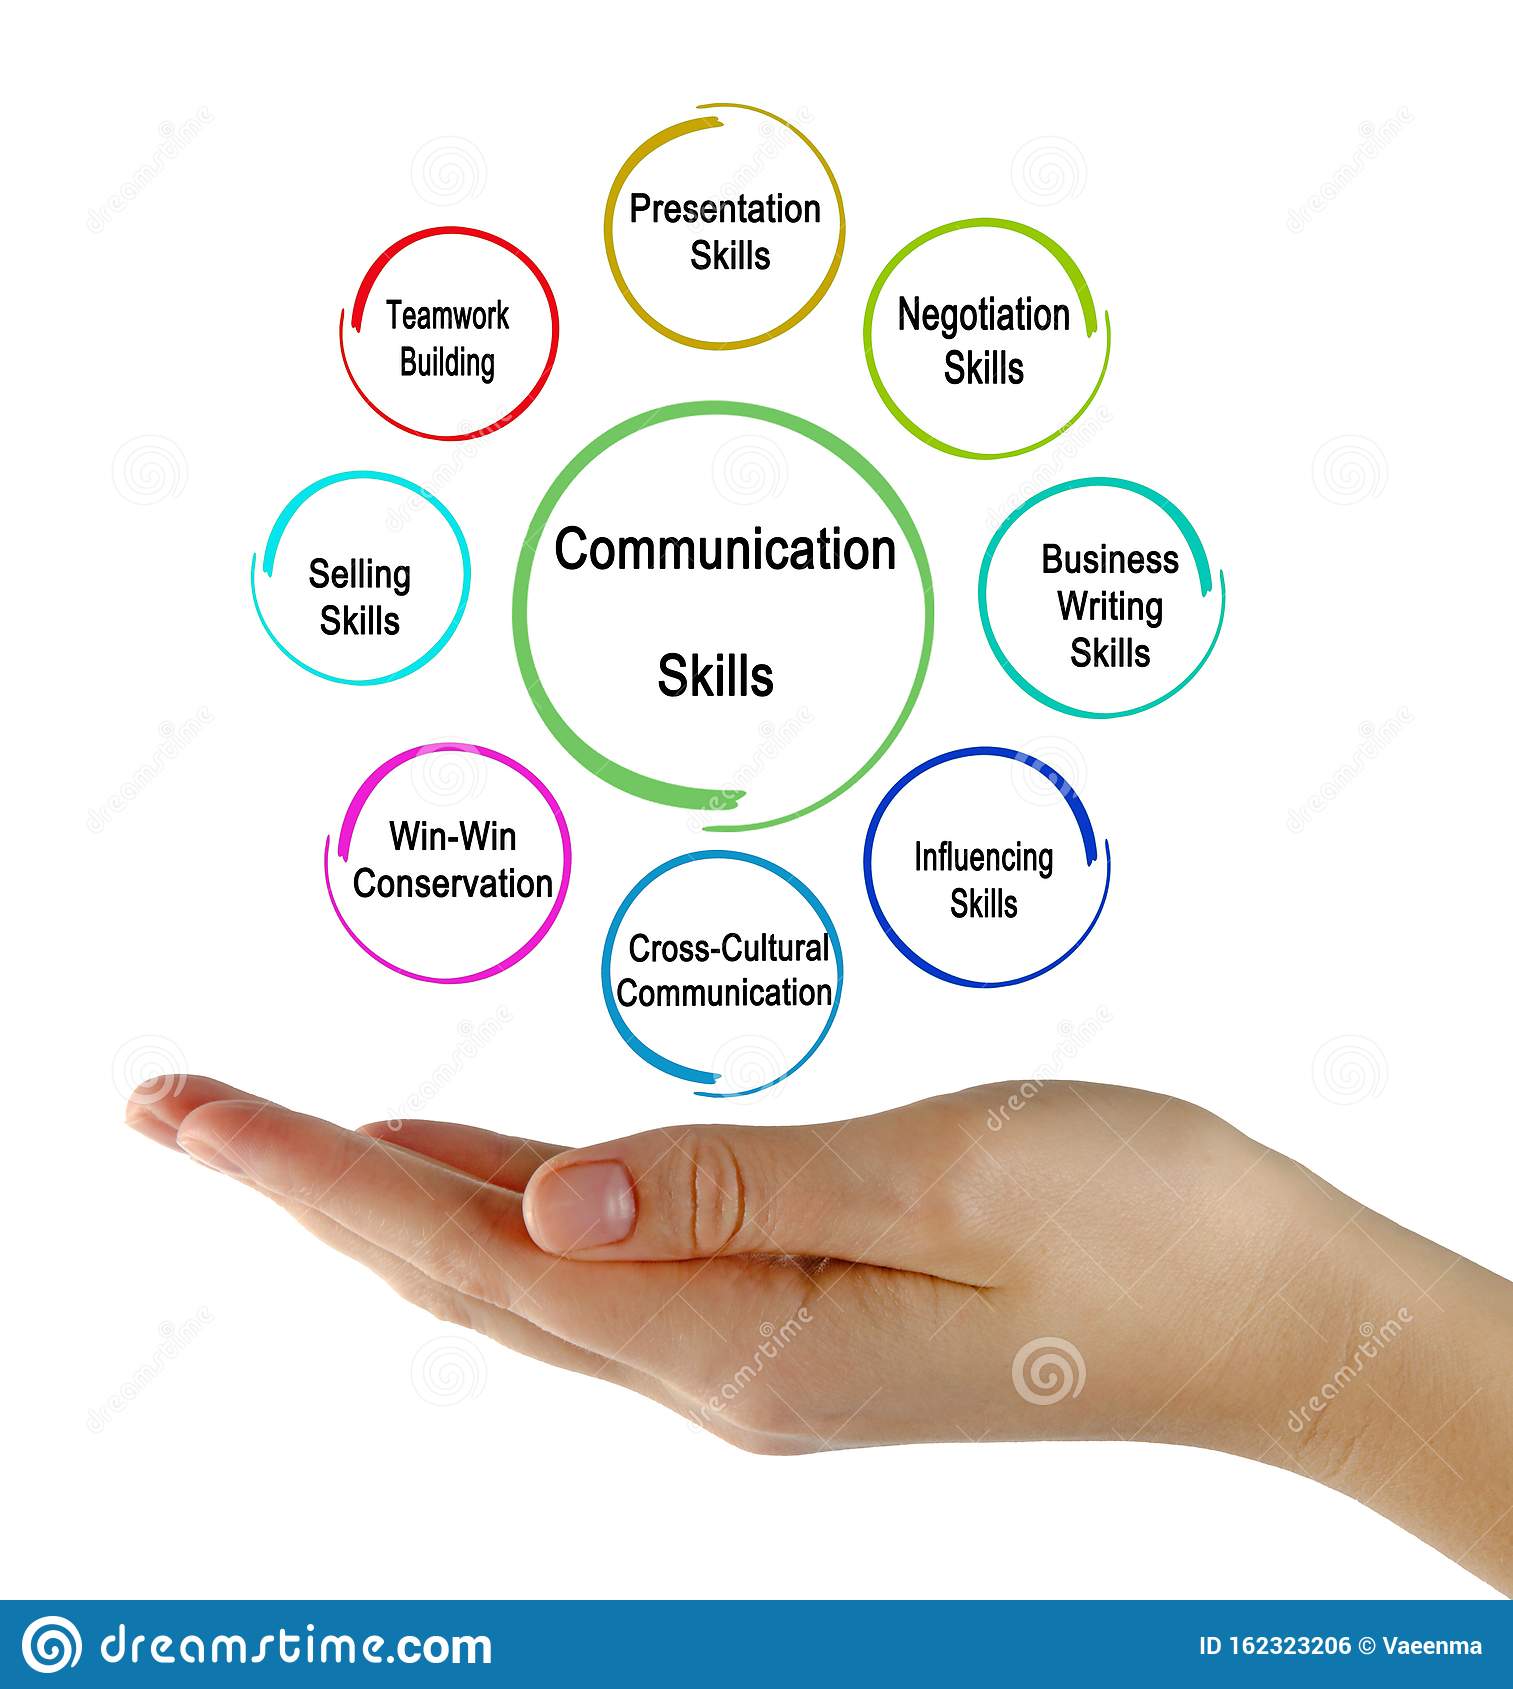 Presentation
Skills
Teamwork
Building
Negotiation
Skills
Communication
Skills
Selling
Skills
Business
Writing
Skills
Win-Win
Conservation
Influencing
Skills
Cross-Cultural
Communication
dreamstime.com
ID 162323206 © Vaeenma